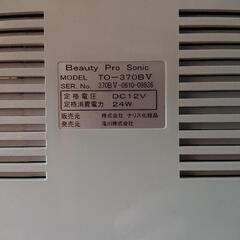 Beauty Pro Sonic
MODEL TO-370BV
SER. No. 370BV-0610-09936
定格電圧 DC12V
定格消費電力 24W
販売元 株式会社 ナリス化粧品
発売元 滝川株式会社